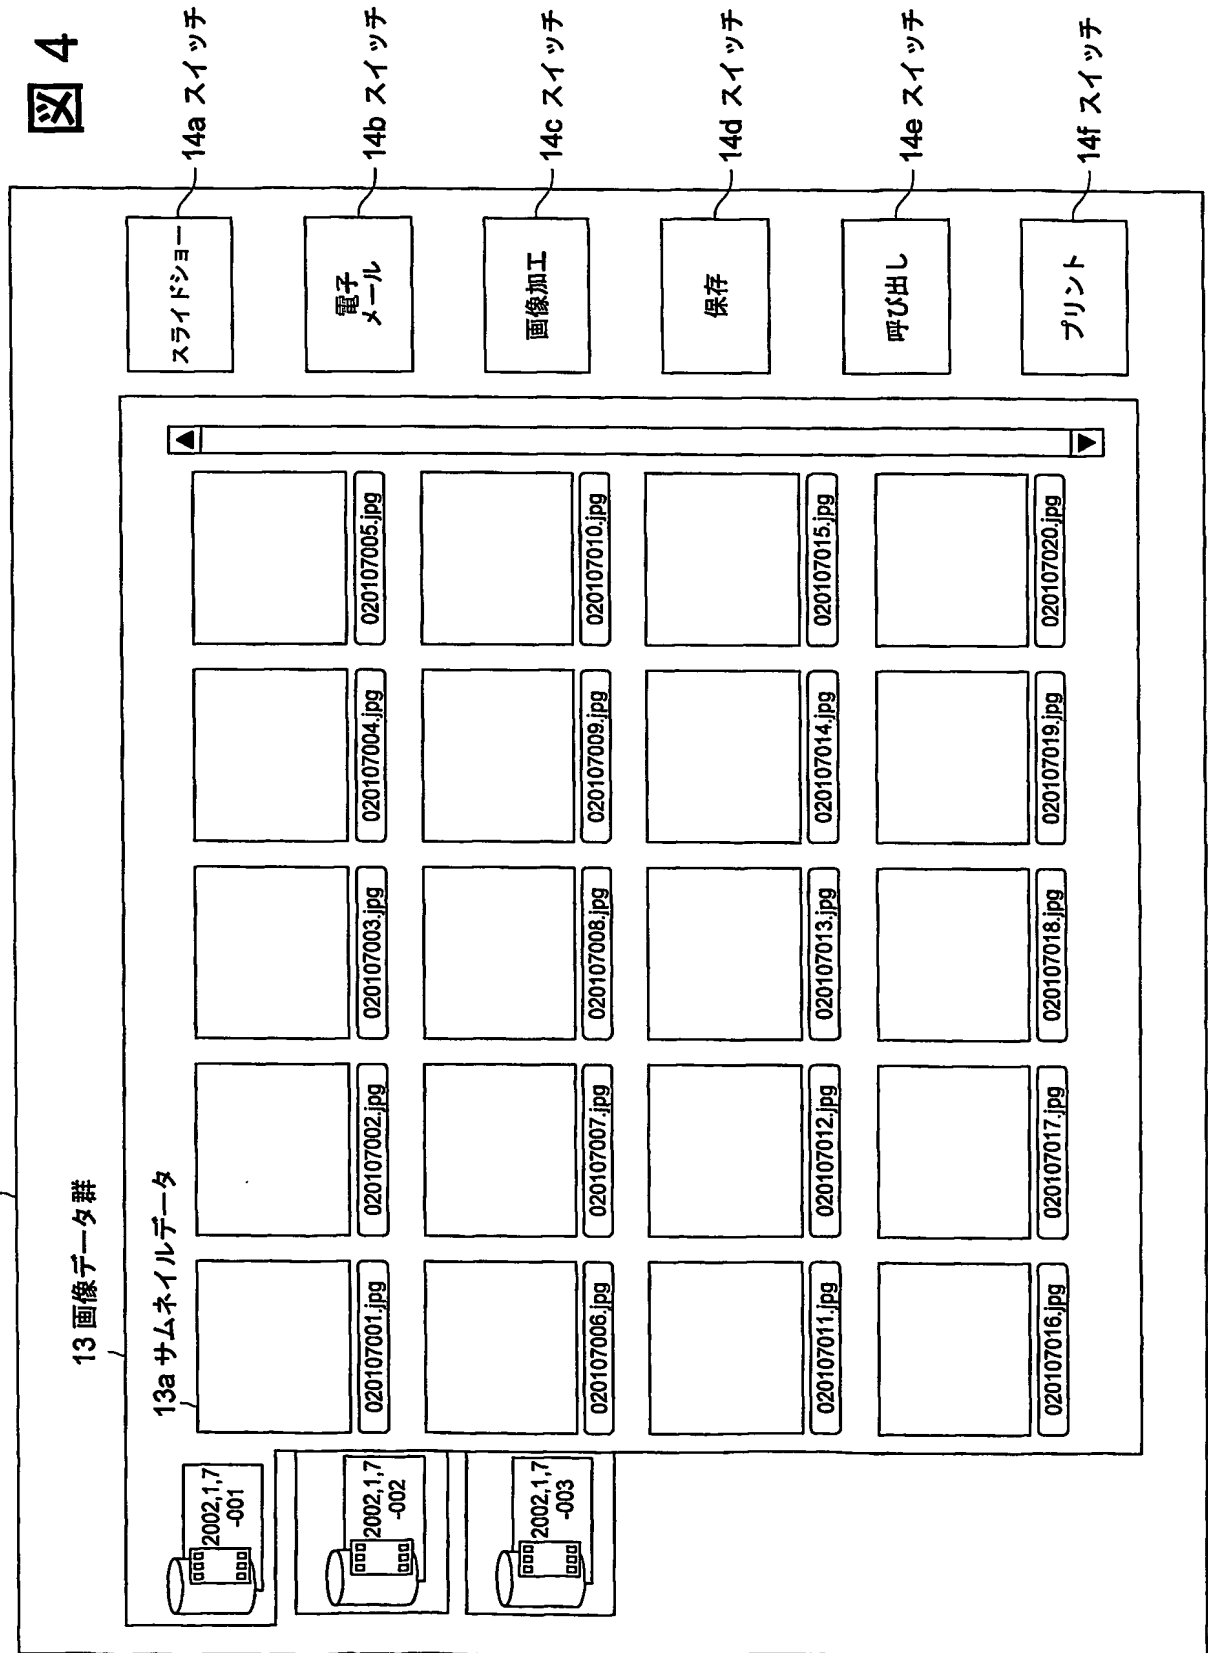 図 4
13 画像データ群
13a サムネイルデータ
2002,1,7
-001
2002,1,7
-002
2002,1,7
-003
020107001.jpg
020107002.jpg
020107003.jpg
020107004.jpg
020107005.jpg
020107006.jpg
020107007.jpg
020107008.jpg
020107009.jpg
020107010.jpg
020107011.jpg
020107012.jpg
020107013.jpg
020107014.jpg
020107015.jpg
020107016.jpg
020107017.jpg
020107018.jpg
020107019.jpg
020107020.jpg
スライドショー
14a スイッチ
電子
メール
14b スイッチ
画像加工
14c スイッチ
保存
14d スイッチ
呼び出し
14e スイッチ
プリント
14f スイッチ